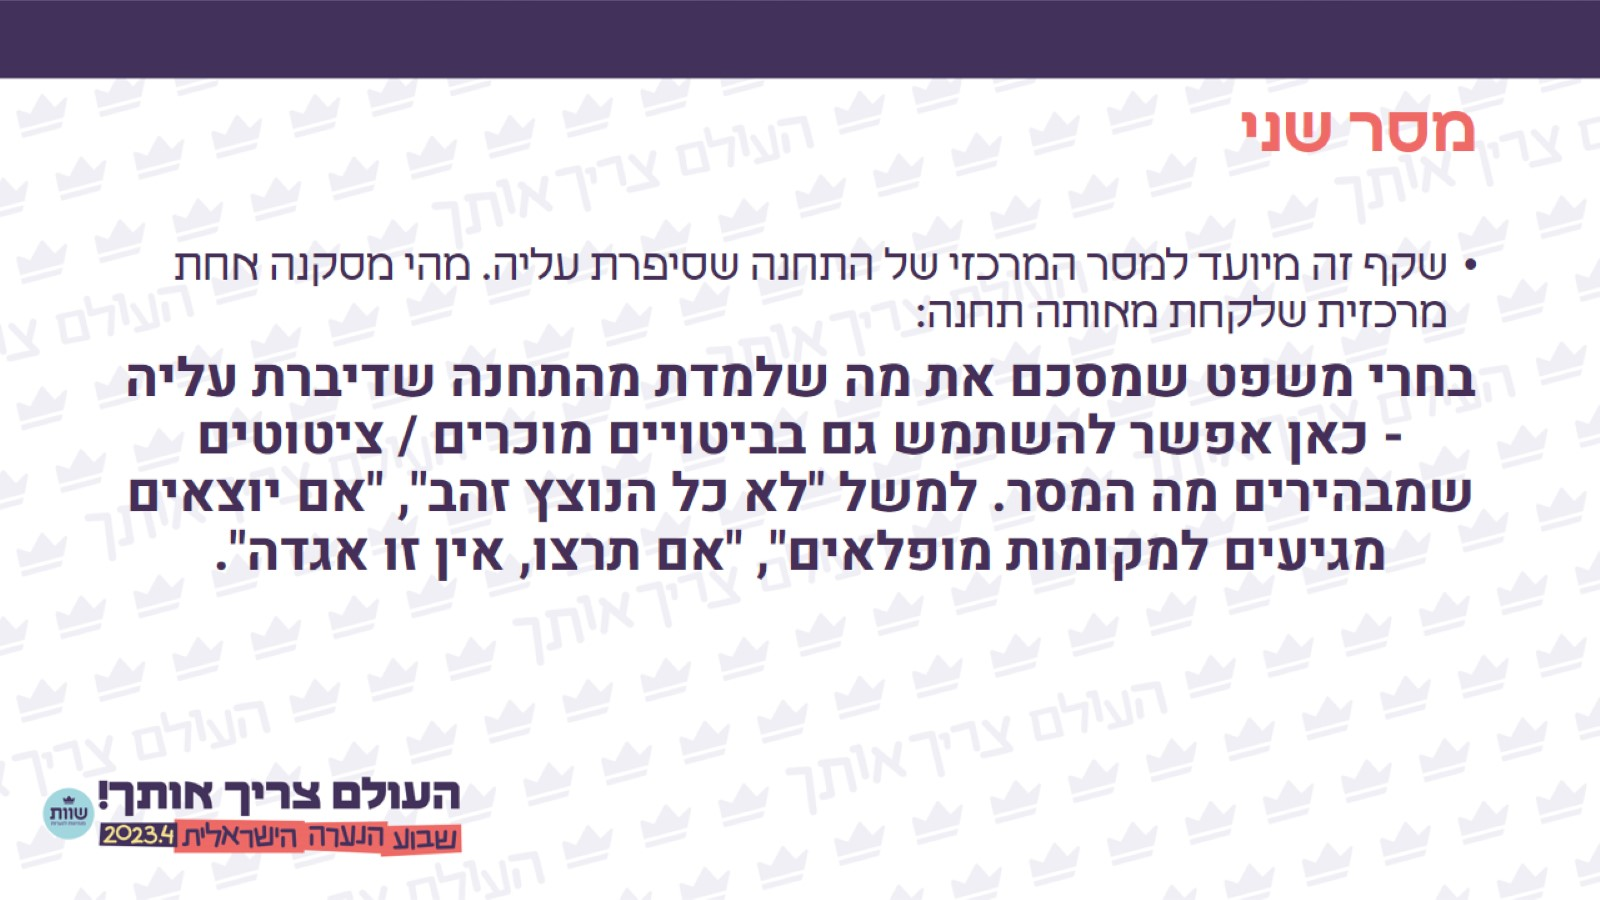 מסר שני
• שקף זה מיועד למסר המרכזי של התחנה שסיפרת עליה. מהי מסקנה אחת
מרכזית שלקחת מאותה תחנה:
בחרי משפט שמסכם את מה שלמדת מהתחנה שדיברת עליה
- כאן אפשר להשתמש גם בביטויים מוכרים / ציטוטים
שמבהירים מה המסר. למשל "לא כל הנוצץ זהב", "אם יוצאים
מגיעים למקומות מופלאים", "אם תרצו, אין זו אגדה".
העולם צריך אותך!
שבוע הנערה הישראלית 2023.4
שוות